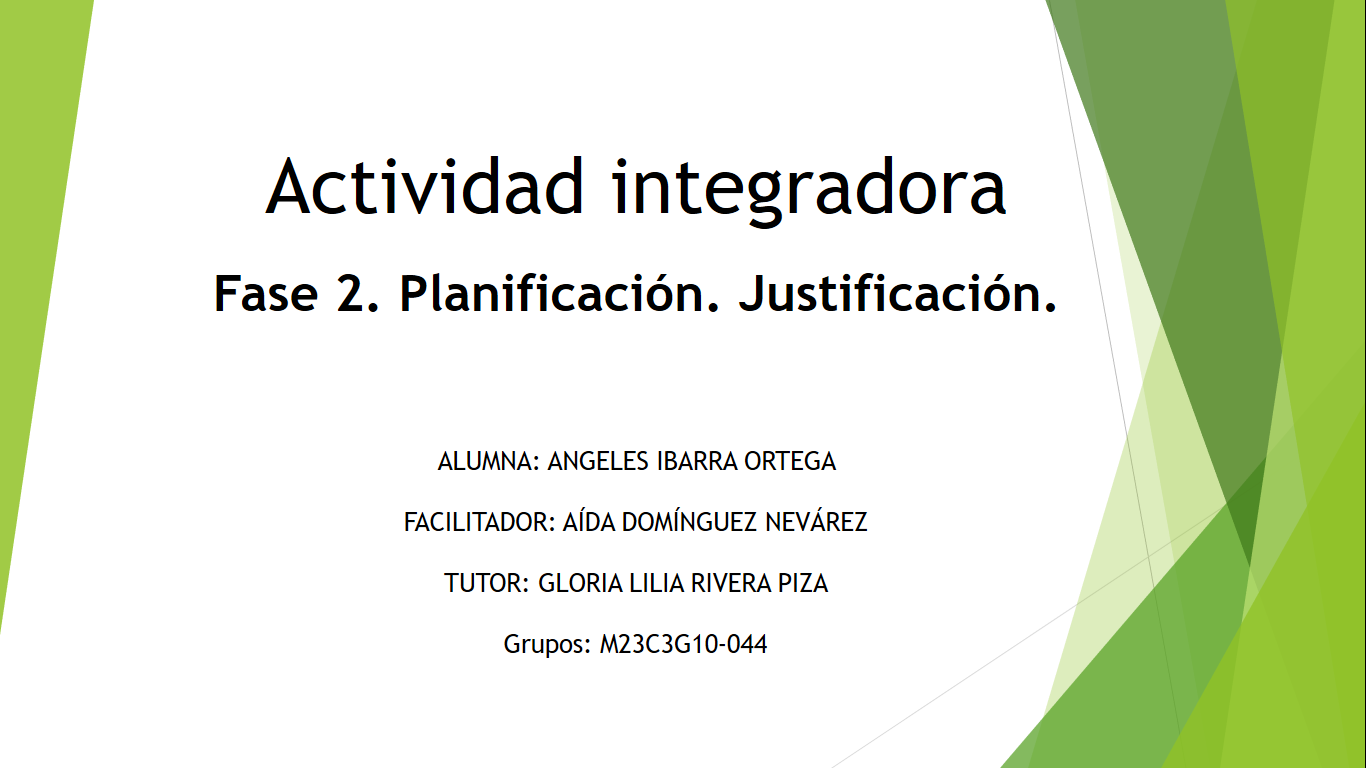 Actividad integradora
Fase 2. Planificación. Justificación.
ALUMNA: ANGELES IBARRA ORTEGA
FACILITADOR: AÍDA DOMÍNGUEZ NEVÁREZ
TUTOR: GLORIA LILIA RIVERA PIZA
Grupos: M23C3G10-044